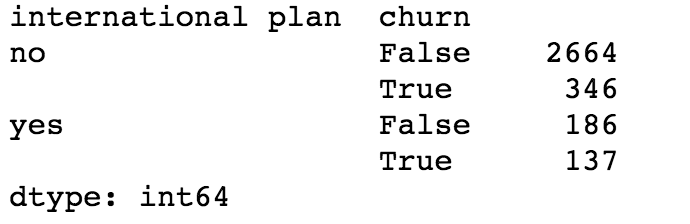 international plan  churn
no                  False    2664
                    True      346
yes                 False     186
                    True      137
dtype: int64